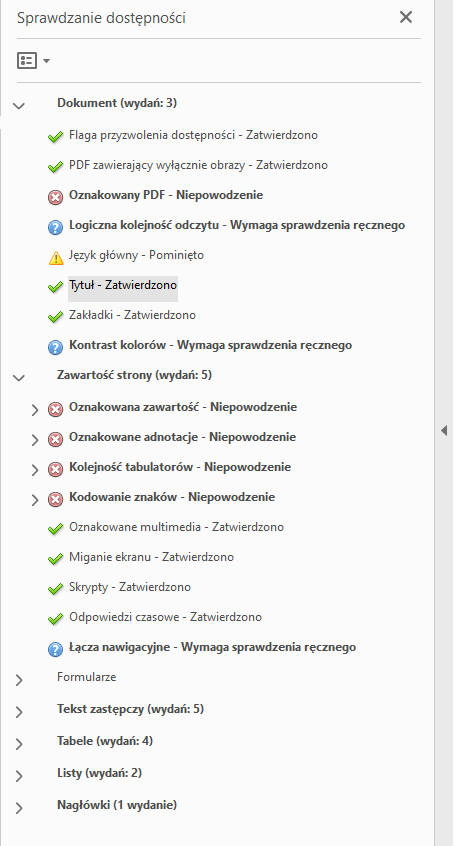 Sprawdzanie dostępności
Dokument (wydań: 3)
Flaga przyzwolenia dostępności - Zatwierdzono
PDF zawierający wyłącznie obrazy - Zatwierdzono
Oznakowany PDF - Niepowodzenie
Logiczna kolejność odczytu - Wymaga sprawdzenia ręcznego
Język główny - Pominięto
Tytuł - Zatwierdzono
Zakładki - Zatwierdzono
Kontrast kolorów - Wymaga sprawdzenia ręcznego
Zawartość strony (wydań: 5)
Oznakowana zawartość - Niepowodzenie
Oznakowane adnotacje - Niepowodzenie
Kolejność tabulatorów - Niepowodzenie
Kodowanie znaków - Niepowodzenie
Oznakowane multimedia - Zatwierdzono
Miganie ekranu - Zatwierdzono
Skrypty - Zatwierdzono
Odpowiedzi czasowe - Zatwierdzono
Łącza nawigacyjne - Wymaga sprawdzenia ręcznego
Formularze
Tekst zastępczy (wydań: 5)
Tabele (wydań: 4)
Listy (wydań: 2)
Nagłówki (1 wydanie)